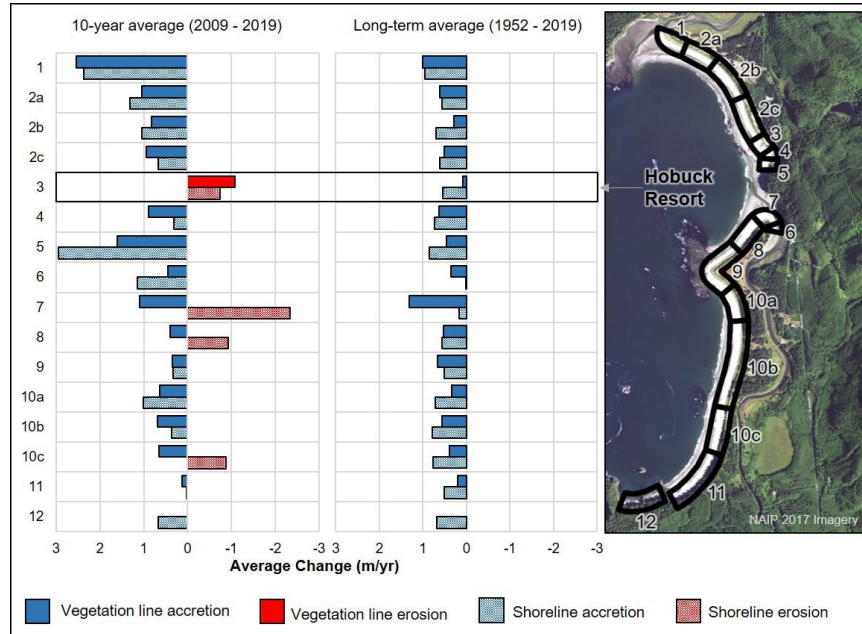 10-year average (2009 - 2019)
Long-term average (1952 - 2019)
1
2a
2b
2c
3
4
5
6
7
8
9
10a
10b
10c
11
12
3 2 1 0 -1 -2 -3
3 2 1 0 -1 -2 -3
Average Change (m/yr)
1
2a
2b
2c
3
4
5
Hobuck
Resort
7
6
8
9
10a
10b
10c
11
12
NAIP 2017 Imagery
Vegetation line accretion
Vegetation line erosion
Shoreline accretion
Shoreline erosion